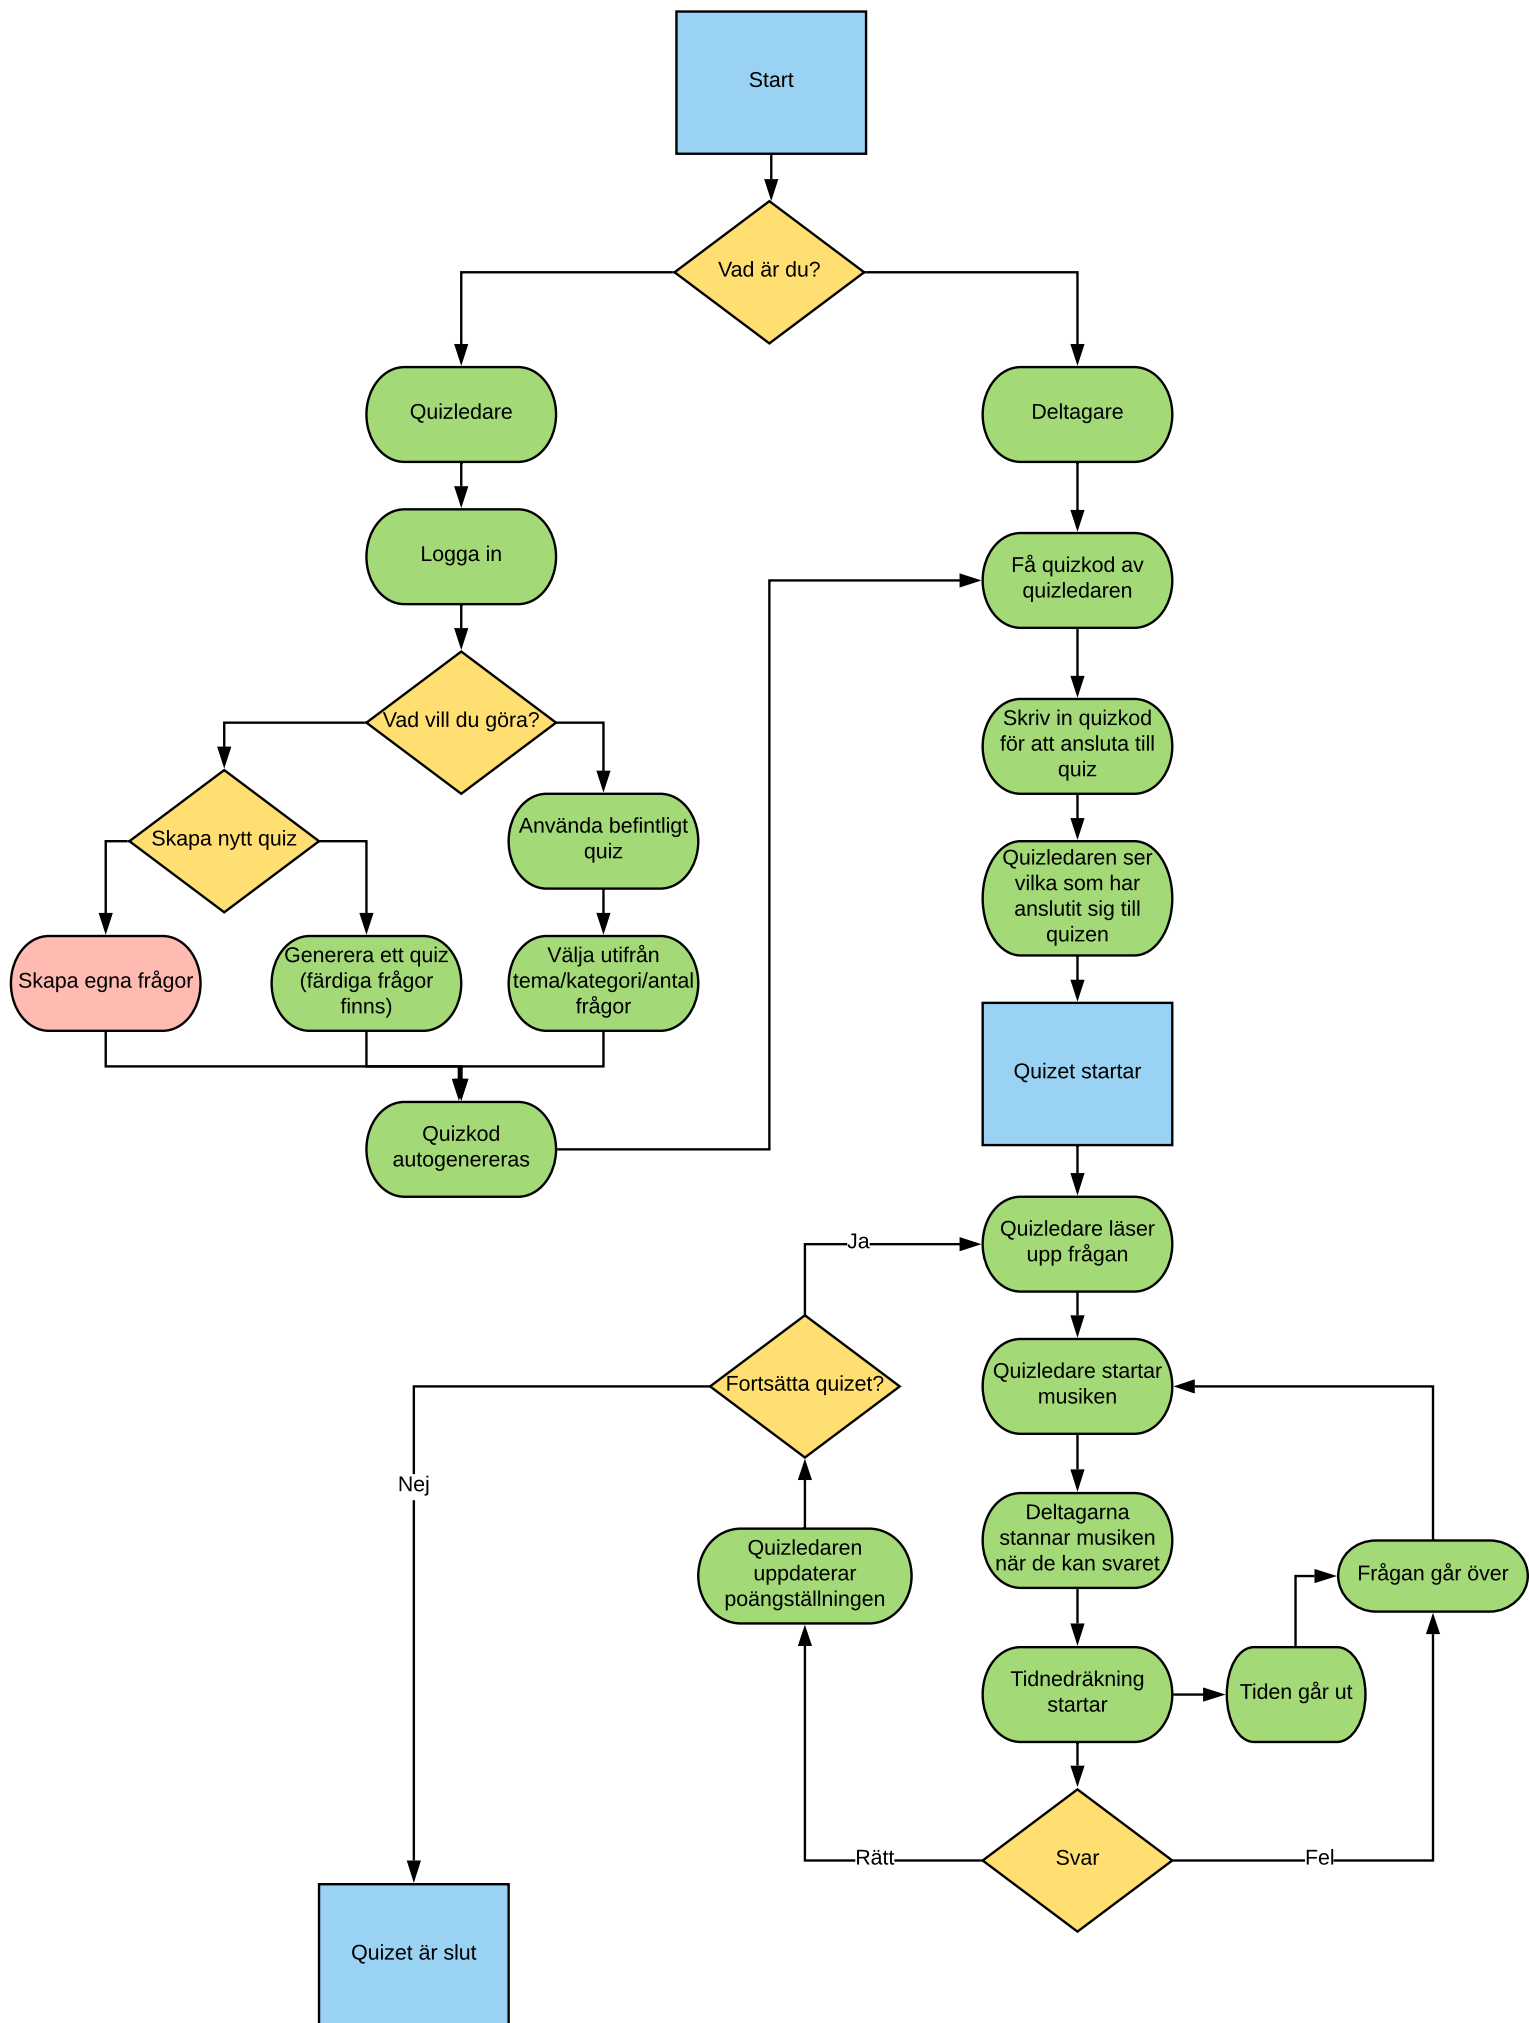 Start
Vad är du?
Quizledare
Deltagare
Logga in
Få quizkod av
quizledaren
Vad vill du göra?
Skriv in quizkod
för att ansluta till
quiz
Skapa nytt quiz
Använda befintligt
quiz
Quizledaren ser
vilka som har
anslutit sig till
quizen
Skapa egna frågor
Generera ett quiz
(färdiga frågor
finns)
Välja utifrån
tema/kategori/antal
frågor
Quizet startar
Quizkod
autogenereras
Quizledare läser
upp frågan
Ja
Fortsätta quizet?
Quizledare startar
musiken
Nej
Deltagarna
stannar musiken
när de kan svaret
Quizledaren
uppdaterar
poängställningen
Frågan går över
Tidnedräkning
startar
Tiden går ut
Rätt
Svar
Fel
Quizet är slut